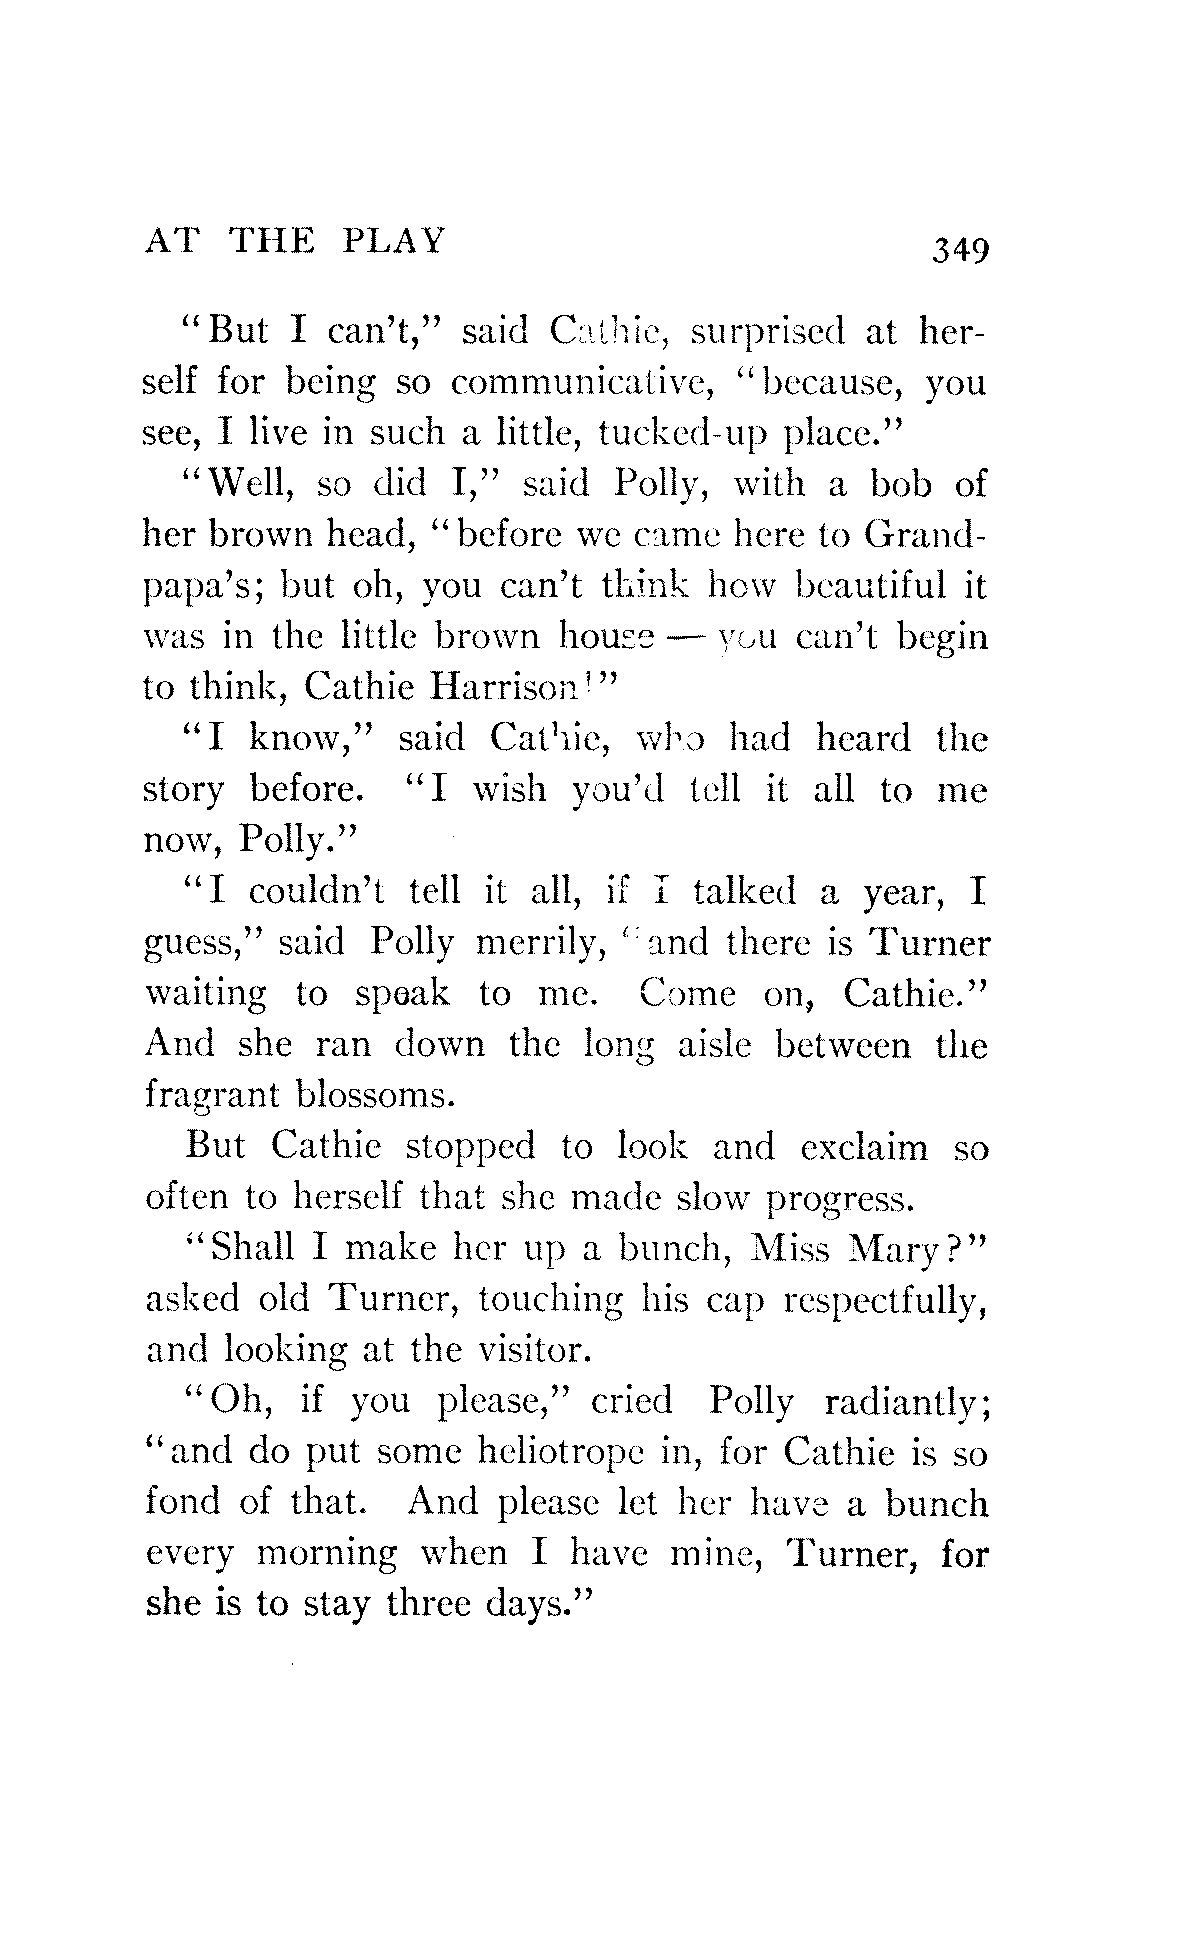 AT THE PLAY 349
"But I can't," said Cathie, surprised at her-
self for being so communicative, "because, you
see, I live in such a little, tucked-up place."
"Well, so did I," said Polly, with a bob of
her brown head, "before we came here to Grand-
papa's; but oh, you can't think how beautiful it
was in the little brown house — you can't begin
to think, Cathie Harrison!"
"I know," said Cathie, who had heard the
story before. "I wish you'd tell it all to me
now, Polly."
"I couldn't tell it all, if I talked a year, I
guess," said Polly merrily, "and there is Turner
waiting to speak to me. Come on, Cathie."
And she ran down the long aisle between the
fragrant blossoms.
But Cathie stopped to look and exclaim so
often to herself that she made slow progress.
"Shall I make her up a bunch, Miss Mary?"
asked old Turner, touching his cap respectfully,
and looking at the visitor.
"Oh, if you please," cried Polly radiantly;
"and do put some heliotrope in, for Cathie is so
fond of that. And please let her have a bunch
every morning when I have mine, Turner, for
she is to stay three days."